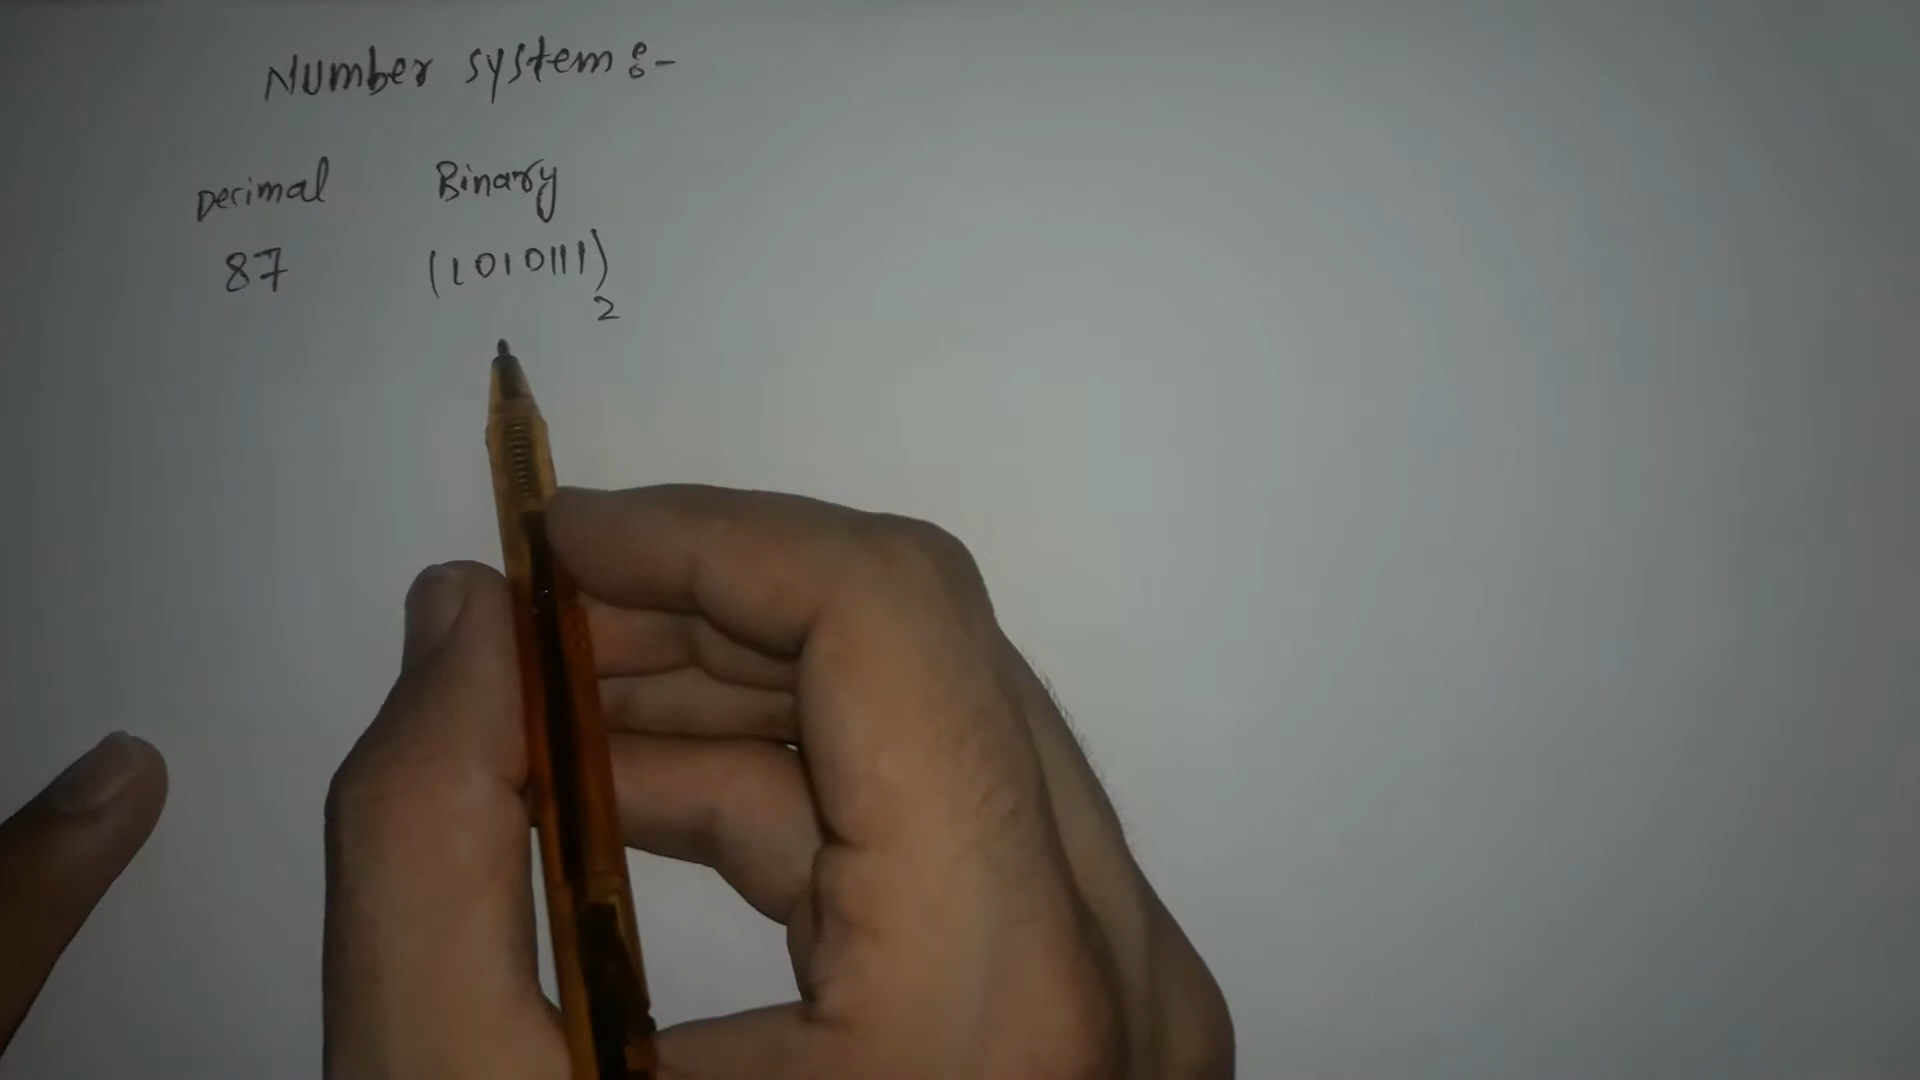 Number system :-
Decimal Binary
87 (1010111)2